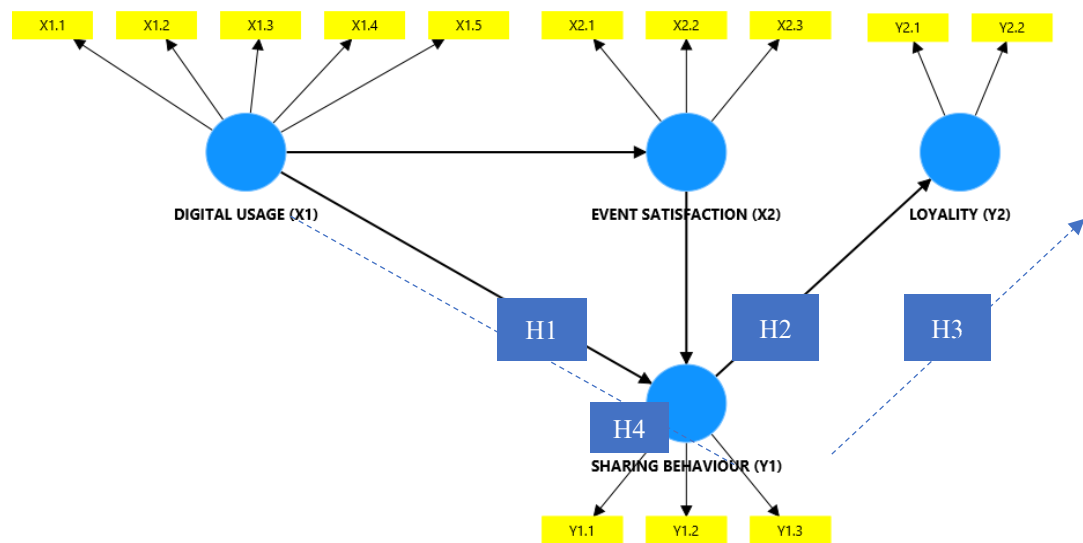 X1.1
X1.2
X1.3
X1.4
X1.5
X2.1
X2.2
X2.3
Y2.1
Y2.2
DIGITAL USAGE (X1)
EVENT SATISFACTION (X2)
LOYALITY (Y2)
H1
H2
H3
H4
SHARING BEHAVIOUR (Y1)
Y1.1
Y1.2
Y1.3